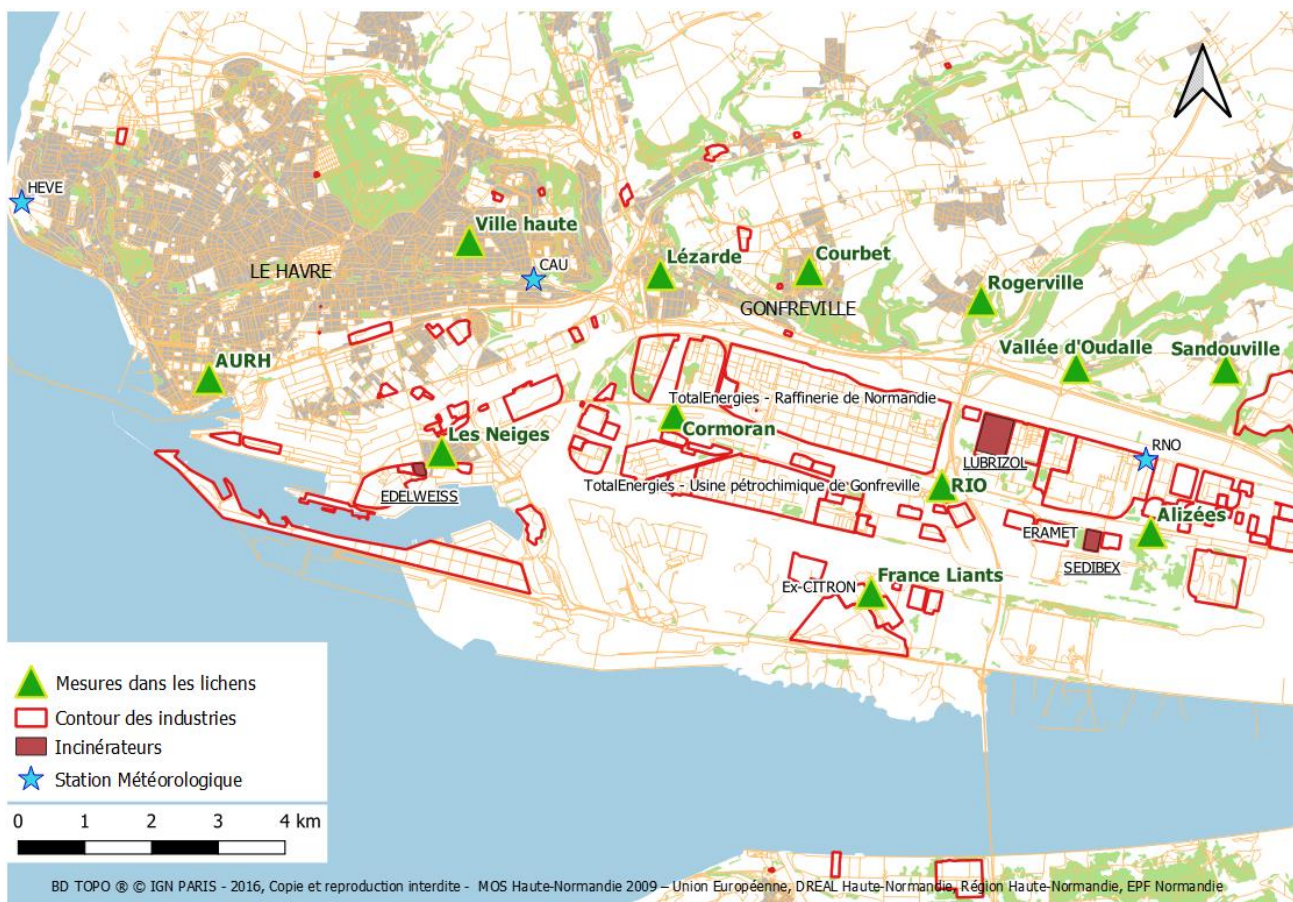 HEVE
Ville haute
CAU
LE HAVRE
Lézarde
Courbet
GONFREVILLE
Rogerville
AURH
Vallée d'Oudalle
Sandouville
TotalEnergies - Raffinerie de Normandie
Cormoran
Les Neiges
EDELWEISS
LUBRIZOL
RNO
TotalEnergies - Usine pétrochimique de Gonfreville
RIO
Alizées
ERAMET
SEDIBEX
France Liants
Ex-CITRON
Mesures dans les lichens
Contour des industries
Incinérateurs
Station Météorologique
0 1 2 3 4 km
BD TOPO ® © IGN PARIS - 2016, Copie et reproduction interdite - MOS Haute-Normandie 2009 – Union Européenne, DREAL Haute-Normandie, Région Haute-Normandie, EPF Normandie